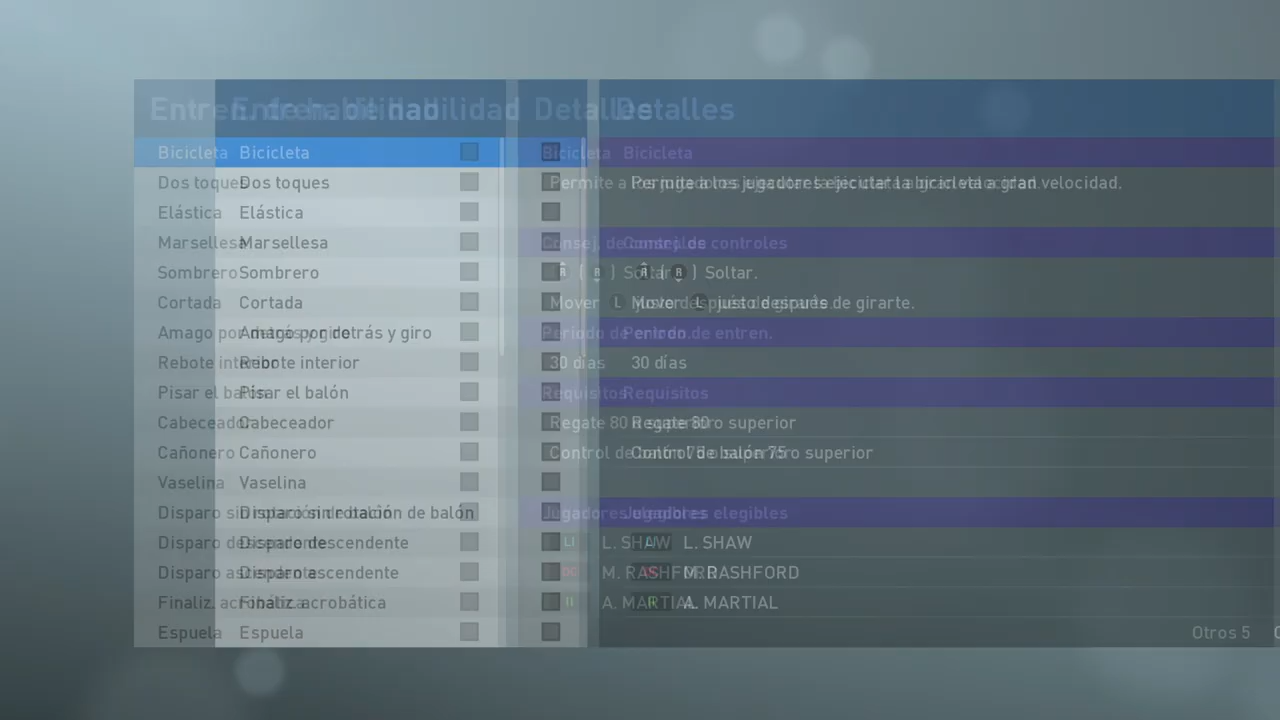 Entren. de habilidad
Detalles
Bicicleta
Bicicleta
Dos toques
Permite a los jugadores ejecutar la bicicleta a gran velocidad.
Elástica
Marsellesa
Consej. de controles
Sombrero
R ( R ) Soltar.
Cortada
Mover L justo después de girarte.
Amago por detrás y giro
Periodo de entren.
Rebote interior
30 días
Pisar el balón
Requisitos
Cabeceador
Regate 80 o superior
Cañonero
Control de balón 75 o superior
Vaselina
Disparo sin rotación de balón
Jugadores elegibles
Disparo descendente
LI L. SHAW
Disparo ascendente
DC M. RASHFORD
Finaliz. acrobática
II A. MARTIAL
Espuela
Otros 5